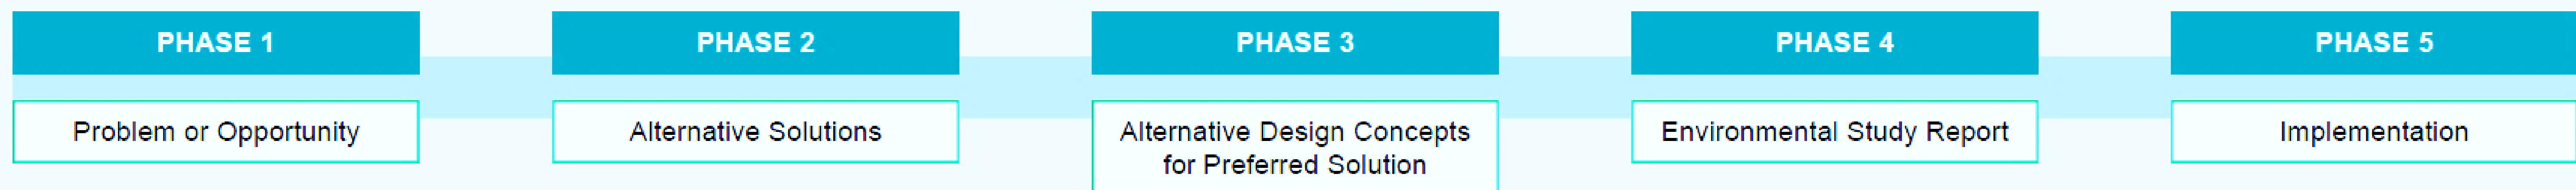 PHASE 1
Problem or Opportunity
PHASE 2
Alternative Solutions
PHASE 3
Alternative Design Concepts
for Preferred Solution
PHASE 4
Environmental Study Report
PHASE 5
Implementation